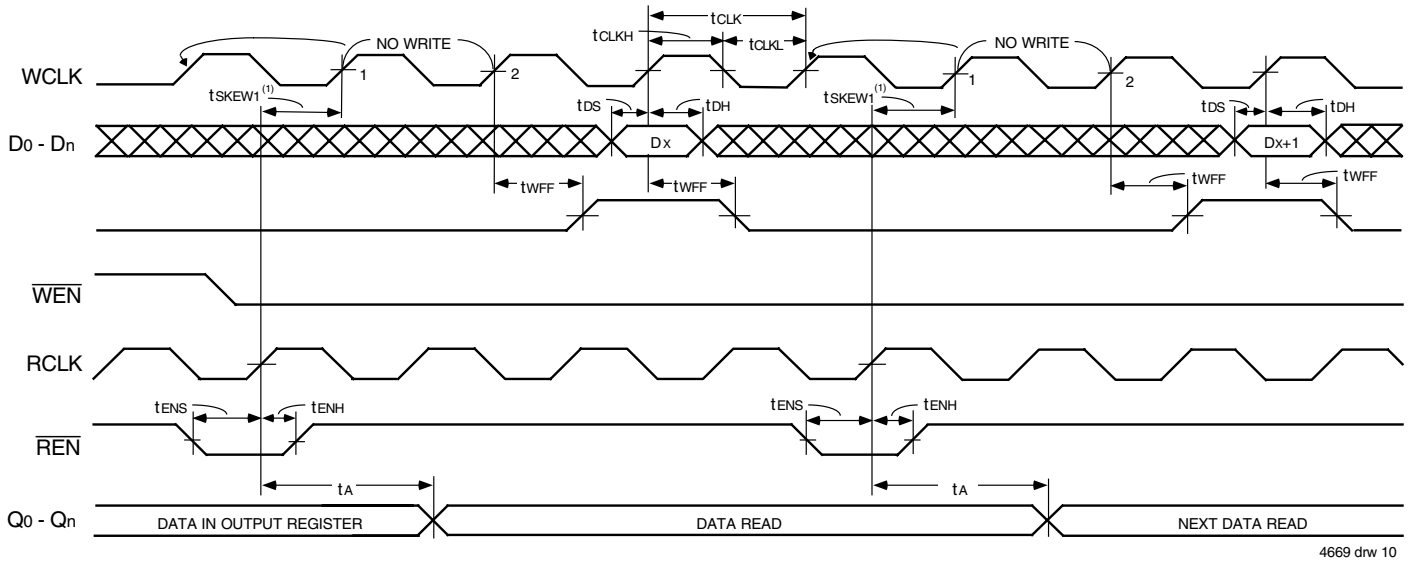 tCLK
tCLKH tCLKL
NO WRITE NO WRITE
WCLK 1 2 1 2
tSKEW1(1) tDS tDH tSKEW1(1) tDS tDH
D0 - Dn DX DX+1
tWFF tWFF tWFF tWFF
WEN
RCLK
tENS tENH tENS tENH
REN
tA tA
Q0 - Qn DATA IN OUTPUT REGISTER DATA READ NEXT DATA READ
4669 drw 10